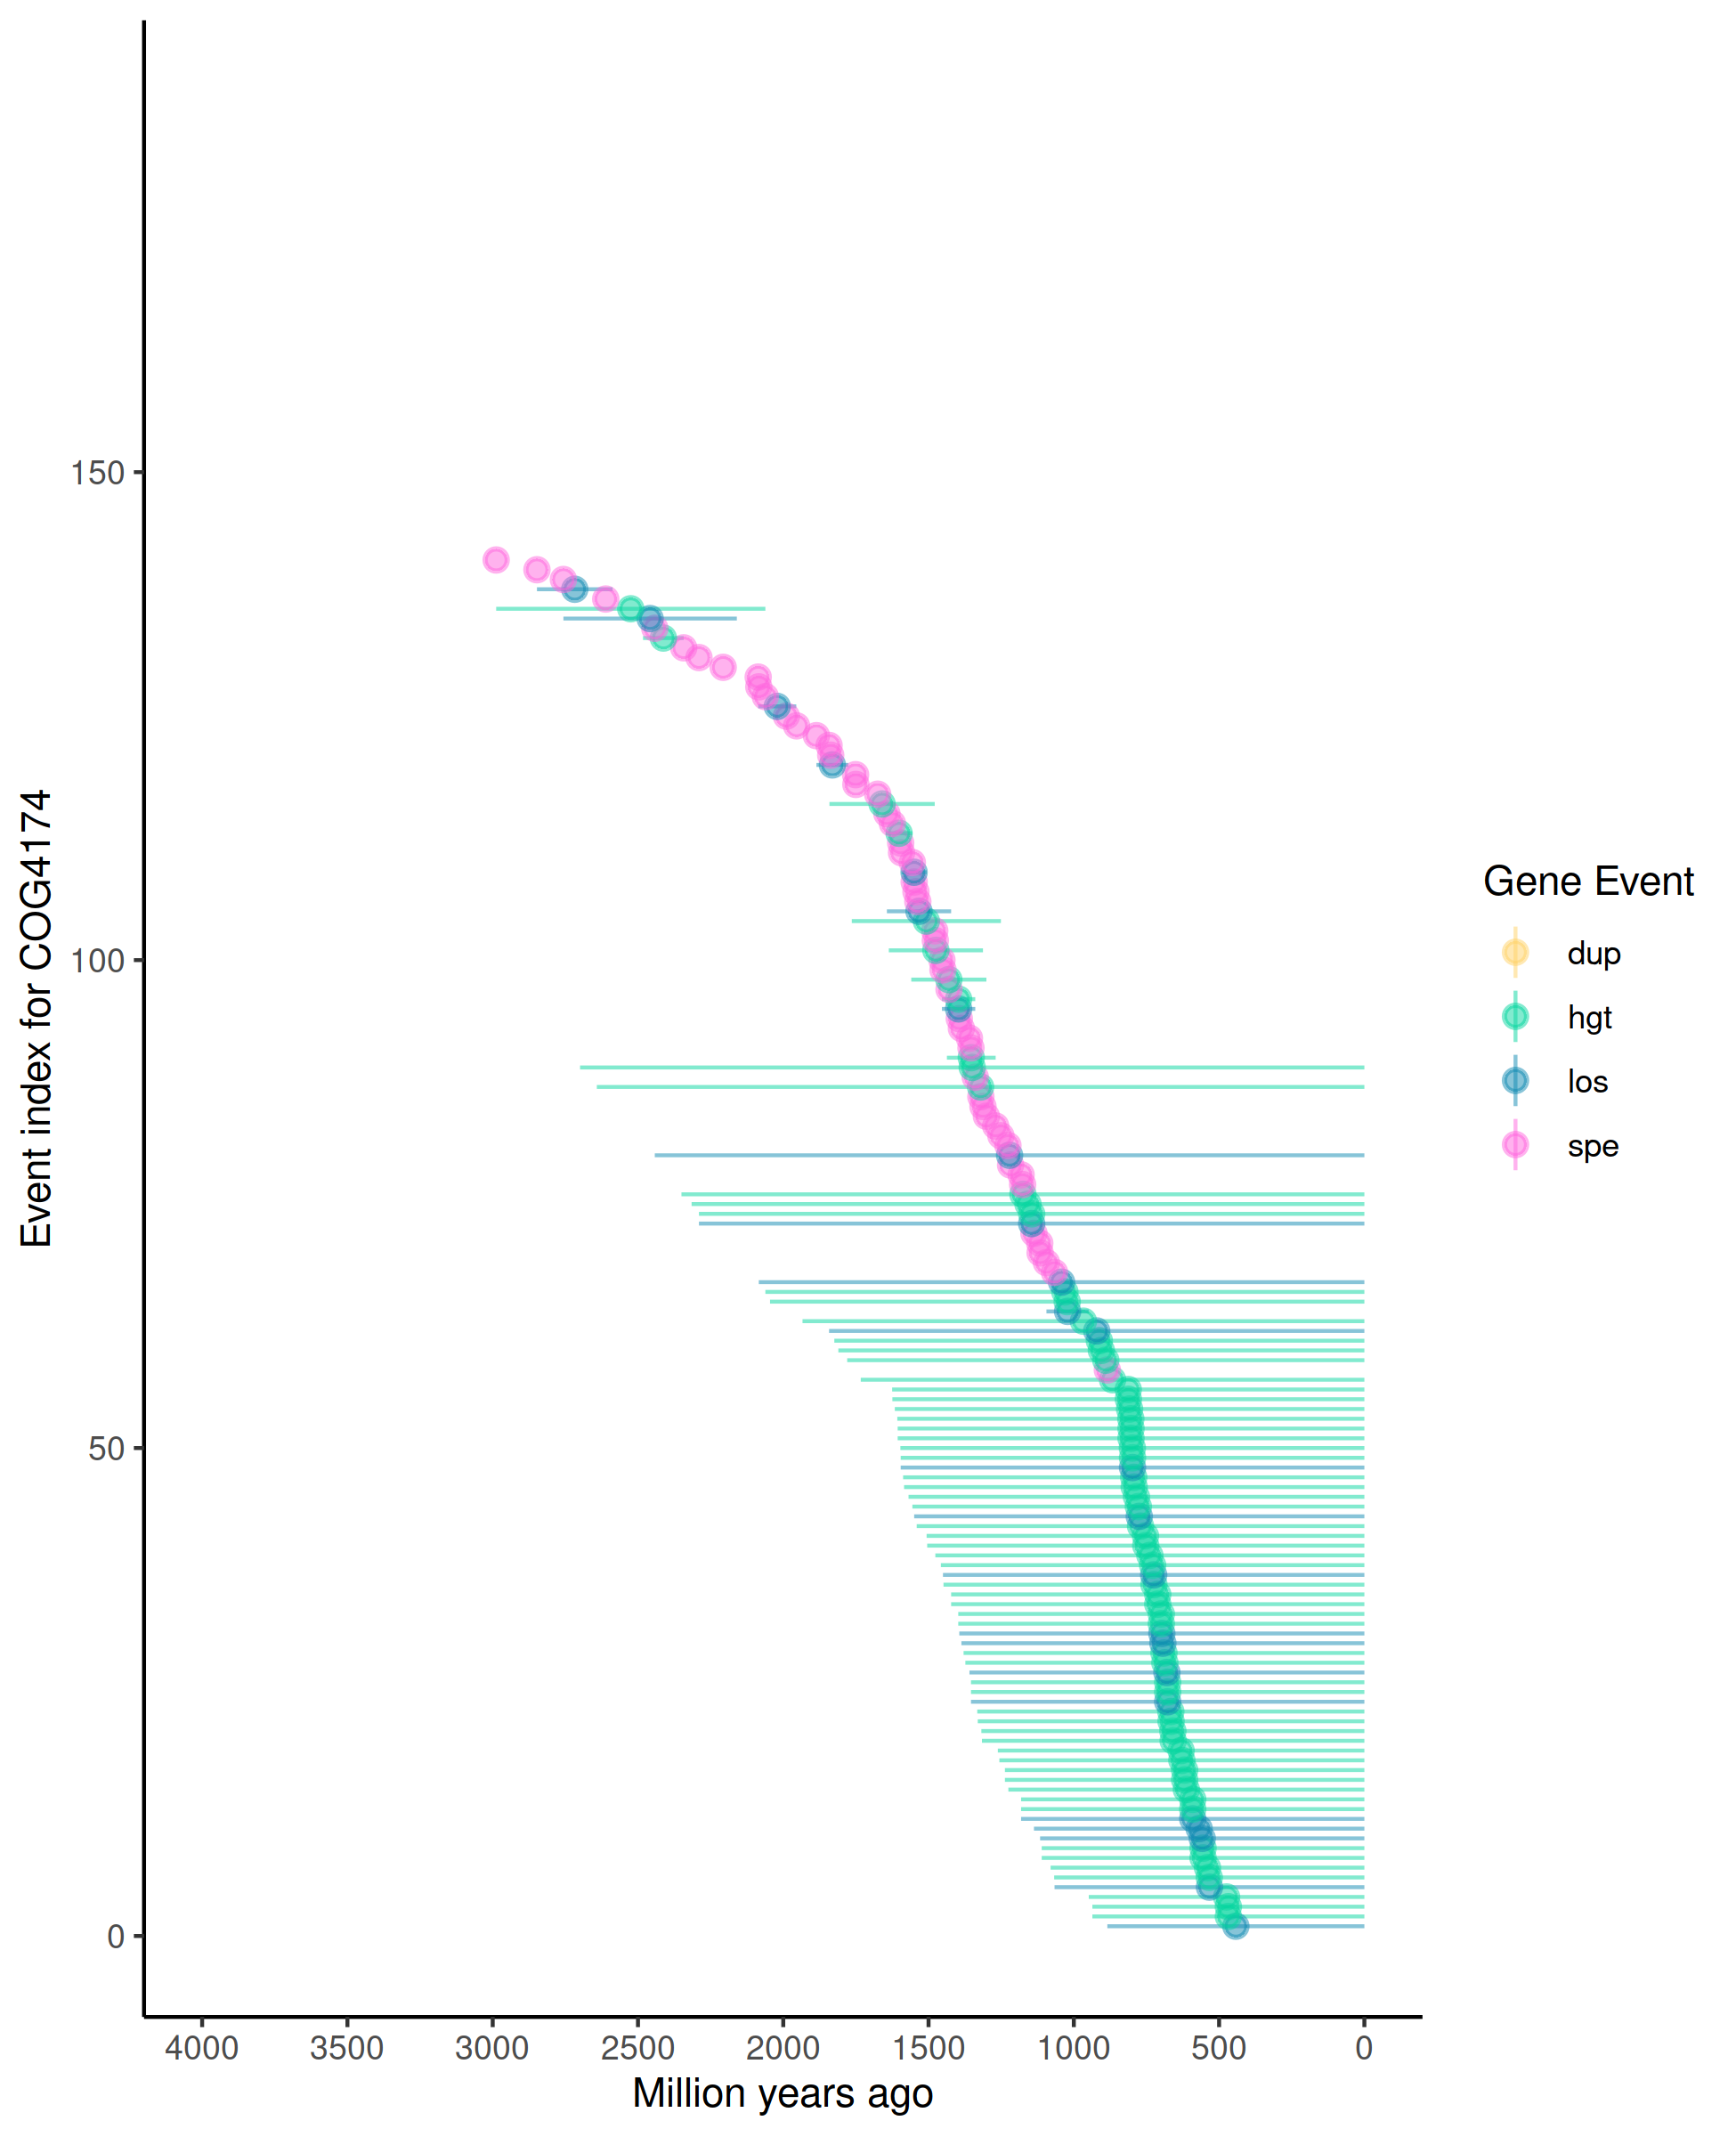 Event index for COG4174
150
100
50
0
4000 3500 3000 2500 2000 1500 1000 500 0
Million years ago
Gene Event
dup
hgt
los
spe